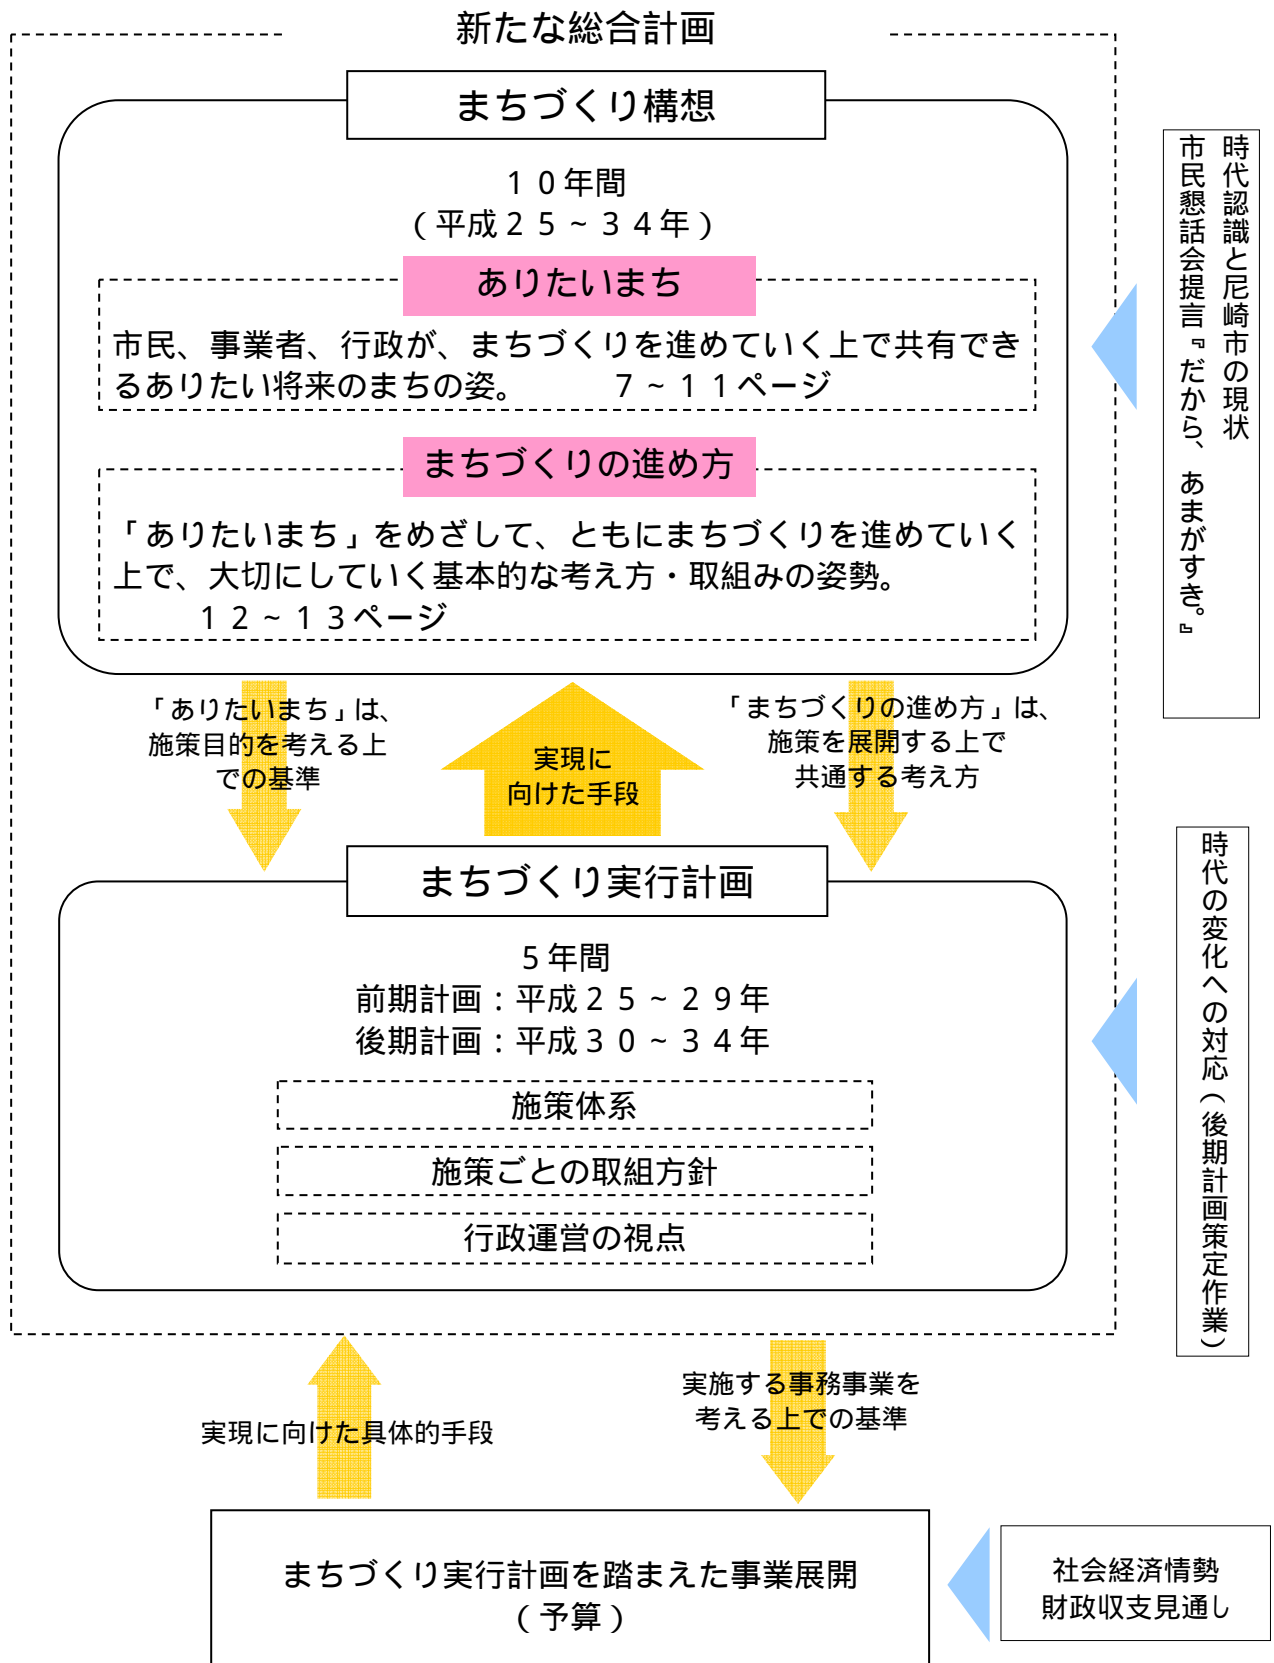 新たな総合計画
まちづくり構想
１０年間
（平成２５～３４年）
ありたいまち
市民、事業者、行政が、まちづくりを進めていく上で共有でき
るありたい将来のまちの姿。　　　７～１１ページ
まちづくりの進め方
「ありたいまち」をめざして、ともにまちづくりを進めていく
上で、大切にしていく基本的な考え方・取組みの姿勢。
１２～１３ページ
時代認識と尼崎市の現状
市民懇話会提言『だから、あまがすき。』
「ありたいまち」は、
施策目的を考える上
での基準
実現に
向けた手段
「まちづくりの進め方」は、
施策を展開する上で
共通する考え方
まちづくり実行計画
５年間
前期計画：平成２５～２９年
後期計画：平成３０～３４年
施策体系
施策ごとの取組方針
行政運営の視点
時代の変化への対応（後期計画策定作業）
実現に向けた具体的手段
実施する事務事業を
考える上での基準
まちづくり実行計画を踏まえた事業展開
（予算）
社会経済情勢
財政収支見通し